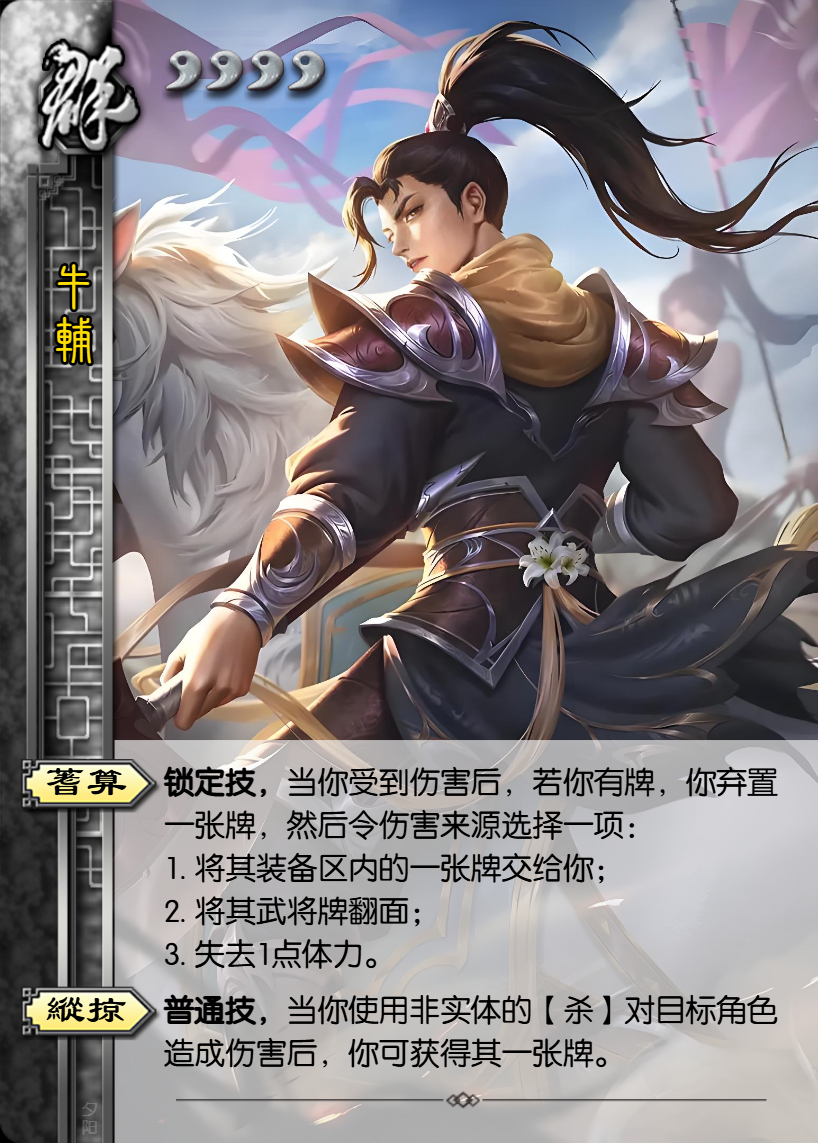 群
牛輔
蓍算
锁定技，当你受到伤害后，若你有牌，你弃置
一张牌，然后令伤害来源选择一项：
1. 将其装备区内的一张牌交给你；
2. 将其武将牌翻面；
3. 失去1点体力。
縱掠
普通技，当你使用非实体的【杀】对目标角色
造成伤害后，你可获得其一张牌。
夕阳